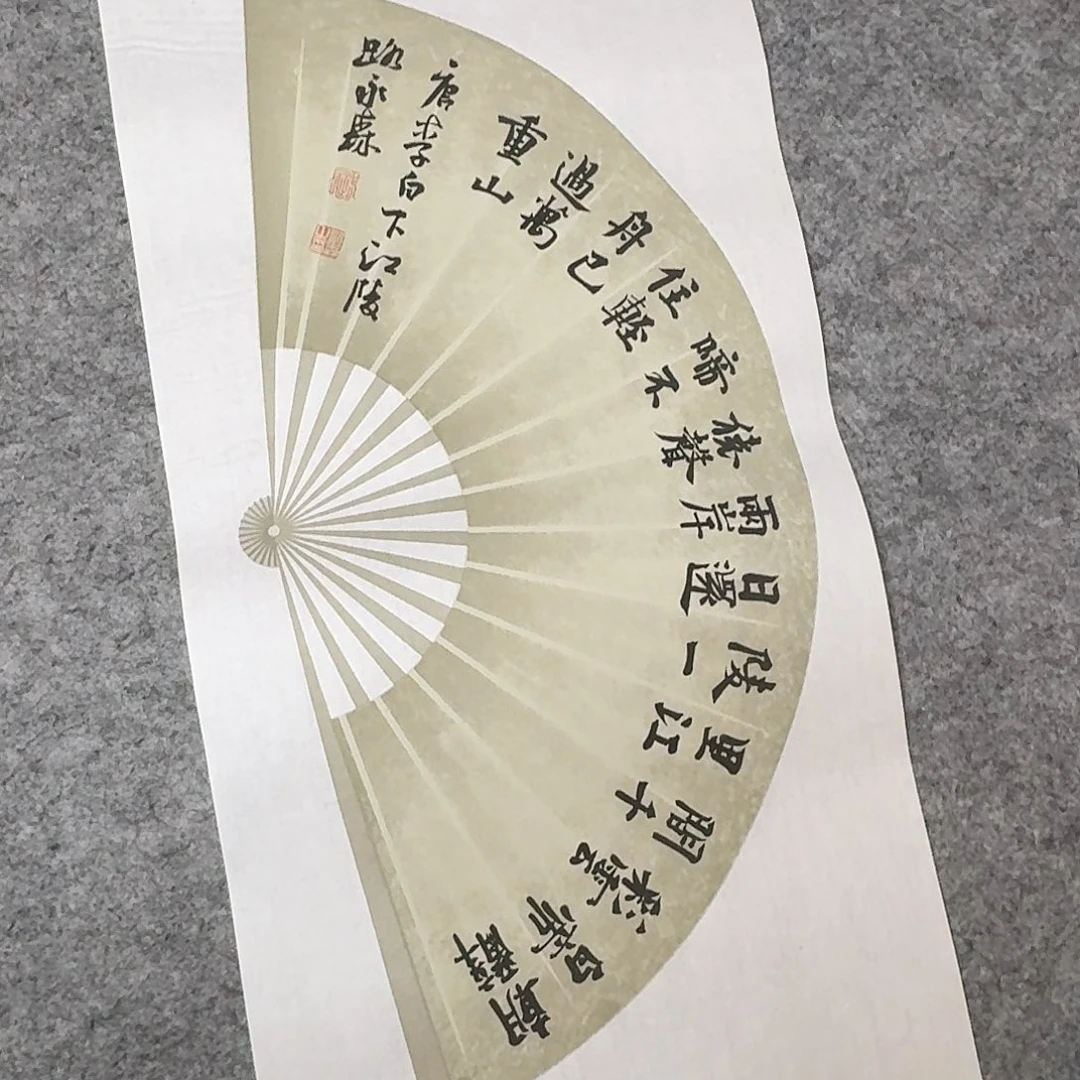 朝辭
白帝
彩雲
間千
里江
陵一
日還
兩岸
猿聲
啼不
住輕
舟已
過萬
重山
唐李白下江陵
路永森